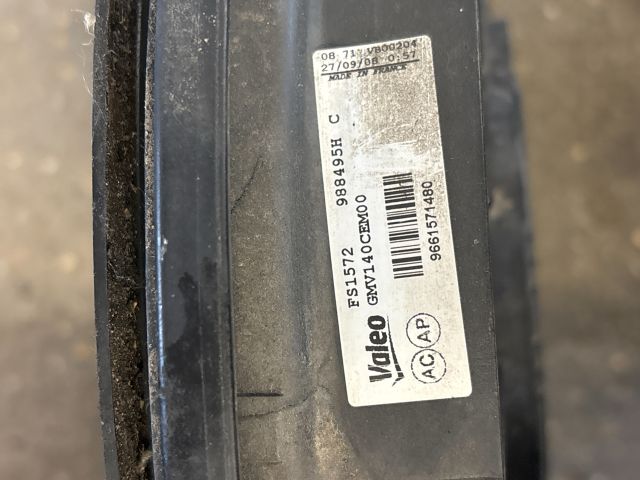 08 71 VB00204
27/09/08 0:57
MADE IN FRANCE
FS1572 988495H C
GMV140CEM00
9661571480
Valeo
AC AP